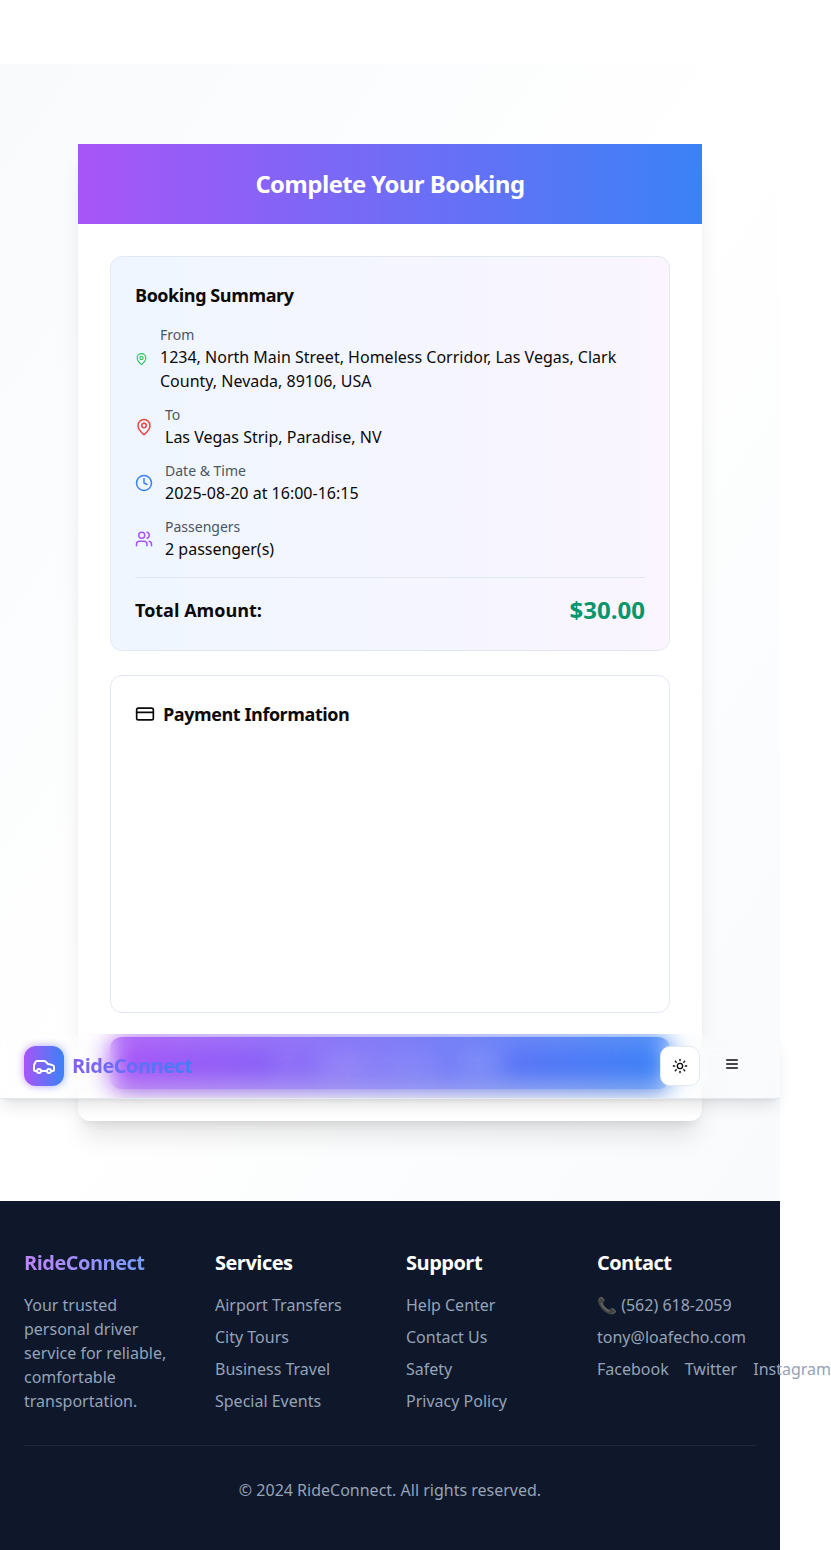 Complete Your Booking
Booking Summary
From
1234, North Main Street, Homeless Corridor, Las Vegas, Clark
County, Nevada, 89106, USA
To
Las Vegas Strip, Paradise, NV
Date & Time
2025-08-20 at 16:00-16:15
Passengers
2 passenger(s)
Total Amount: $30.00
Payment Information
RideConnect
RideConnect
Your trusted
personal driver
service for reliable,
comfortable
transportation.
Services
Airport Transfers
City Tours
Business Travel
Special Events
Support
Help Center
Contact Us
Safety
Privacy Policy
Contact
📞 (562) 618-2059
tony@loafecho.com
Facebook Twitter Instagram
© 2024 RideConnect. All rights reserved.